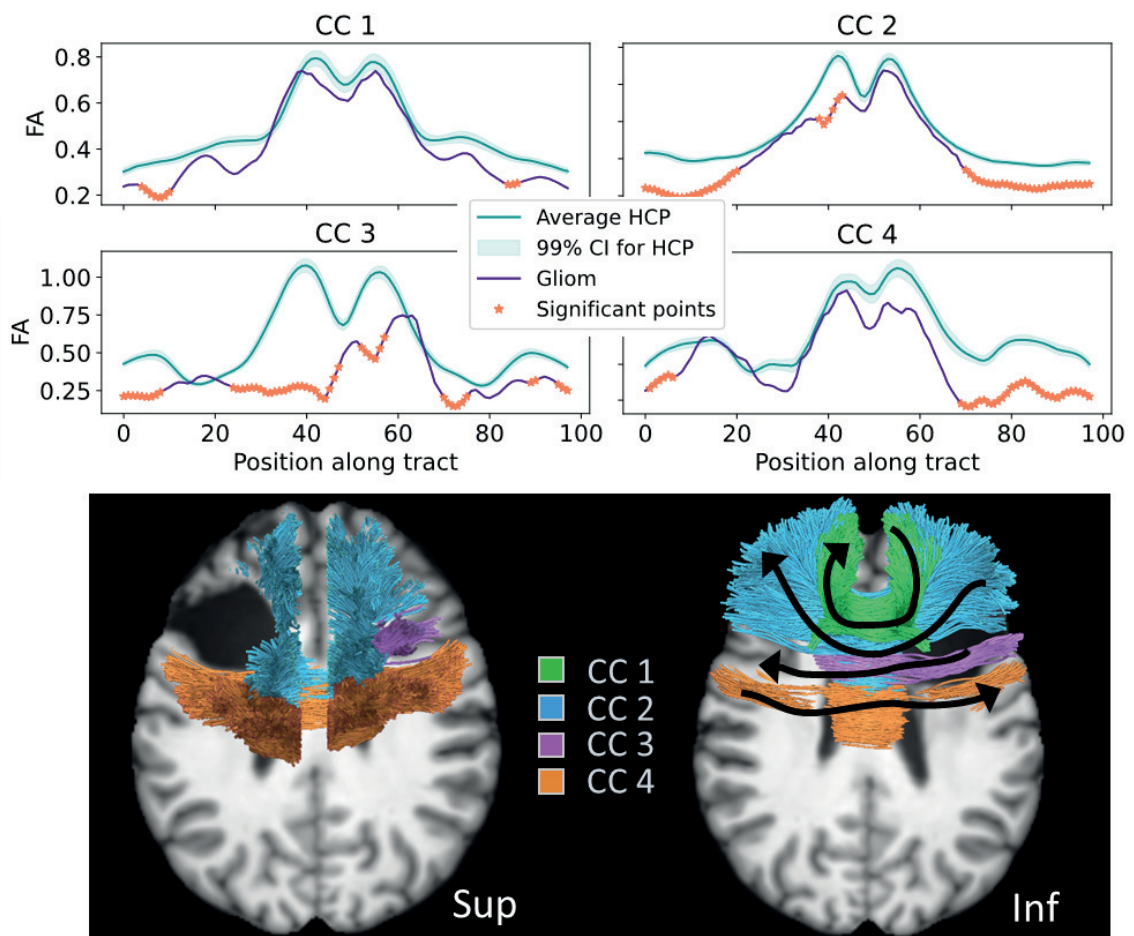 CC 1
CC 2
FA
0.8
0.6
0.4
0.2
Average HCP
99% CI for HCP
Gliom
Significant points
CC 3
CC 4
FA
1.00
0.75
0.50
0.25
0 20 40 60 80 100
0 20 40 60 80 100
Position along tract
Position along tract
CC 1
CC 2
CC 3
CC 4
Sup
Inf